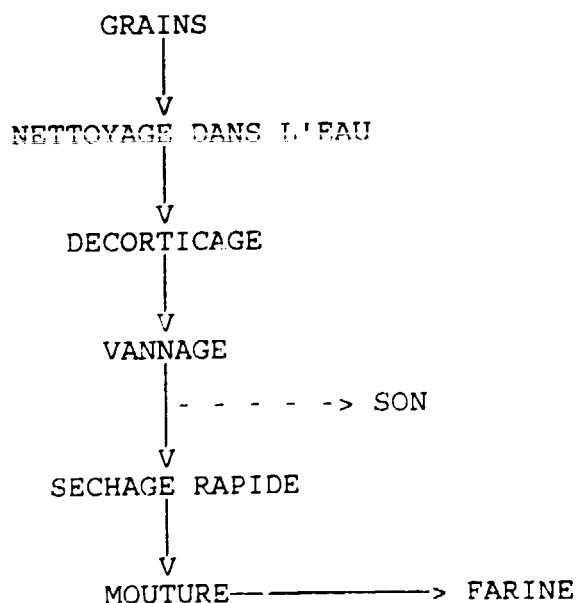 GRAINS
NETTOYAGE DANS L'EAU
DECORTICAGE
VANNAGE
- - - - -> SON
SECHAGE RAPIDE
MOUTURE————> FARINE